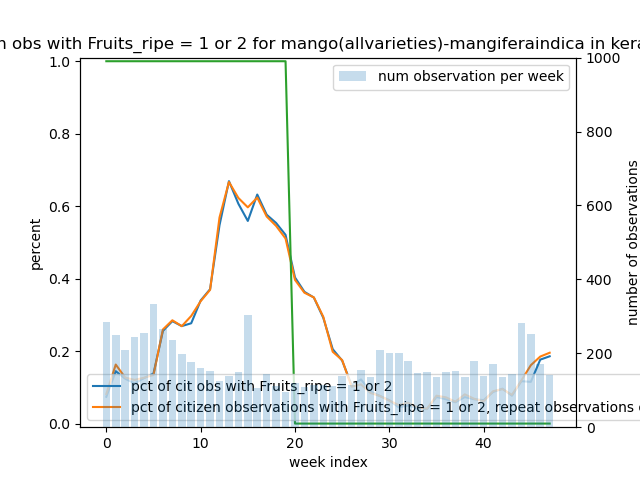 obs with Fruits_ripe = 1 or 2 for mango(allvarieties)-mangiferaindica in
num observation per week
percent
number of observations
1.0
0.8
0.6
0.4
0.2
0.0
1000
800
600
400
200
0
pct of cit obs with Fruits_ripe = 1 or 2
pct of citizen observations with Fruits_ripe = 1 or 2, repeat observations
0 10 20 30 40
week index